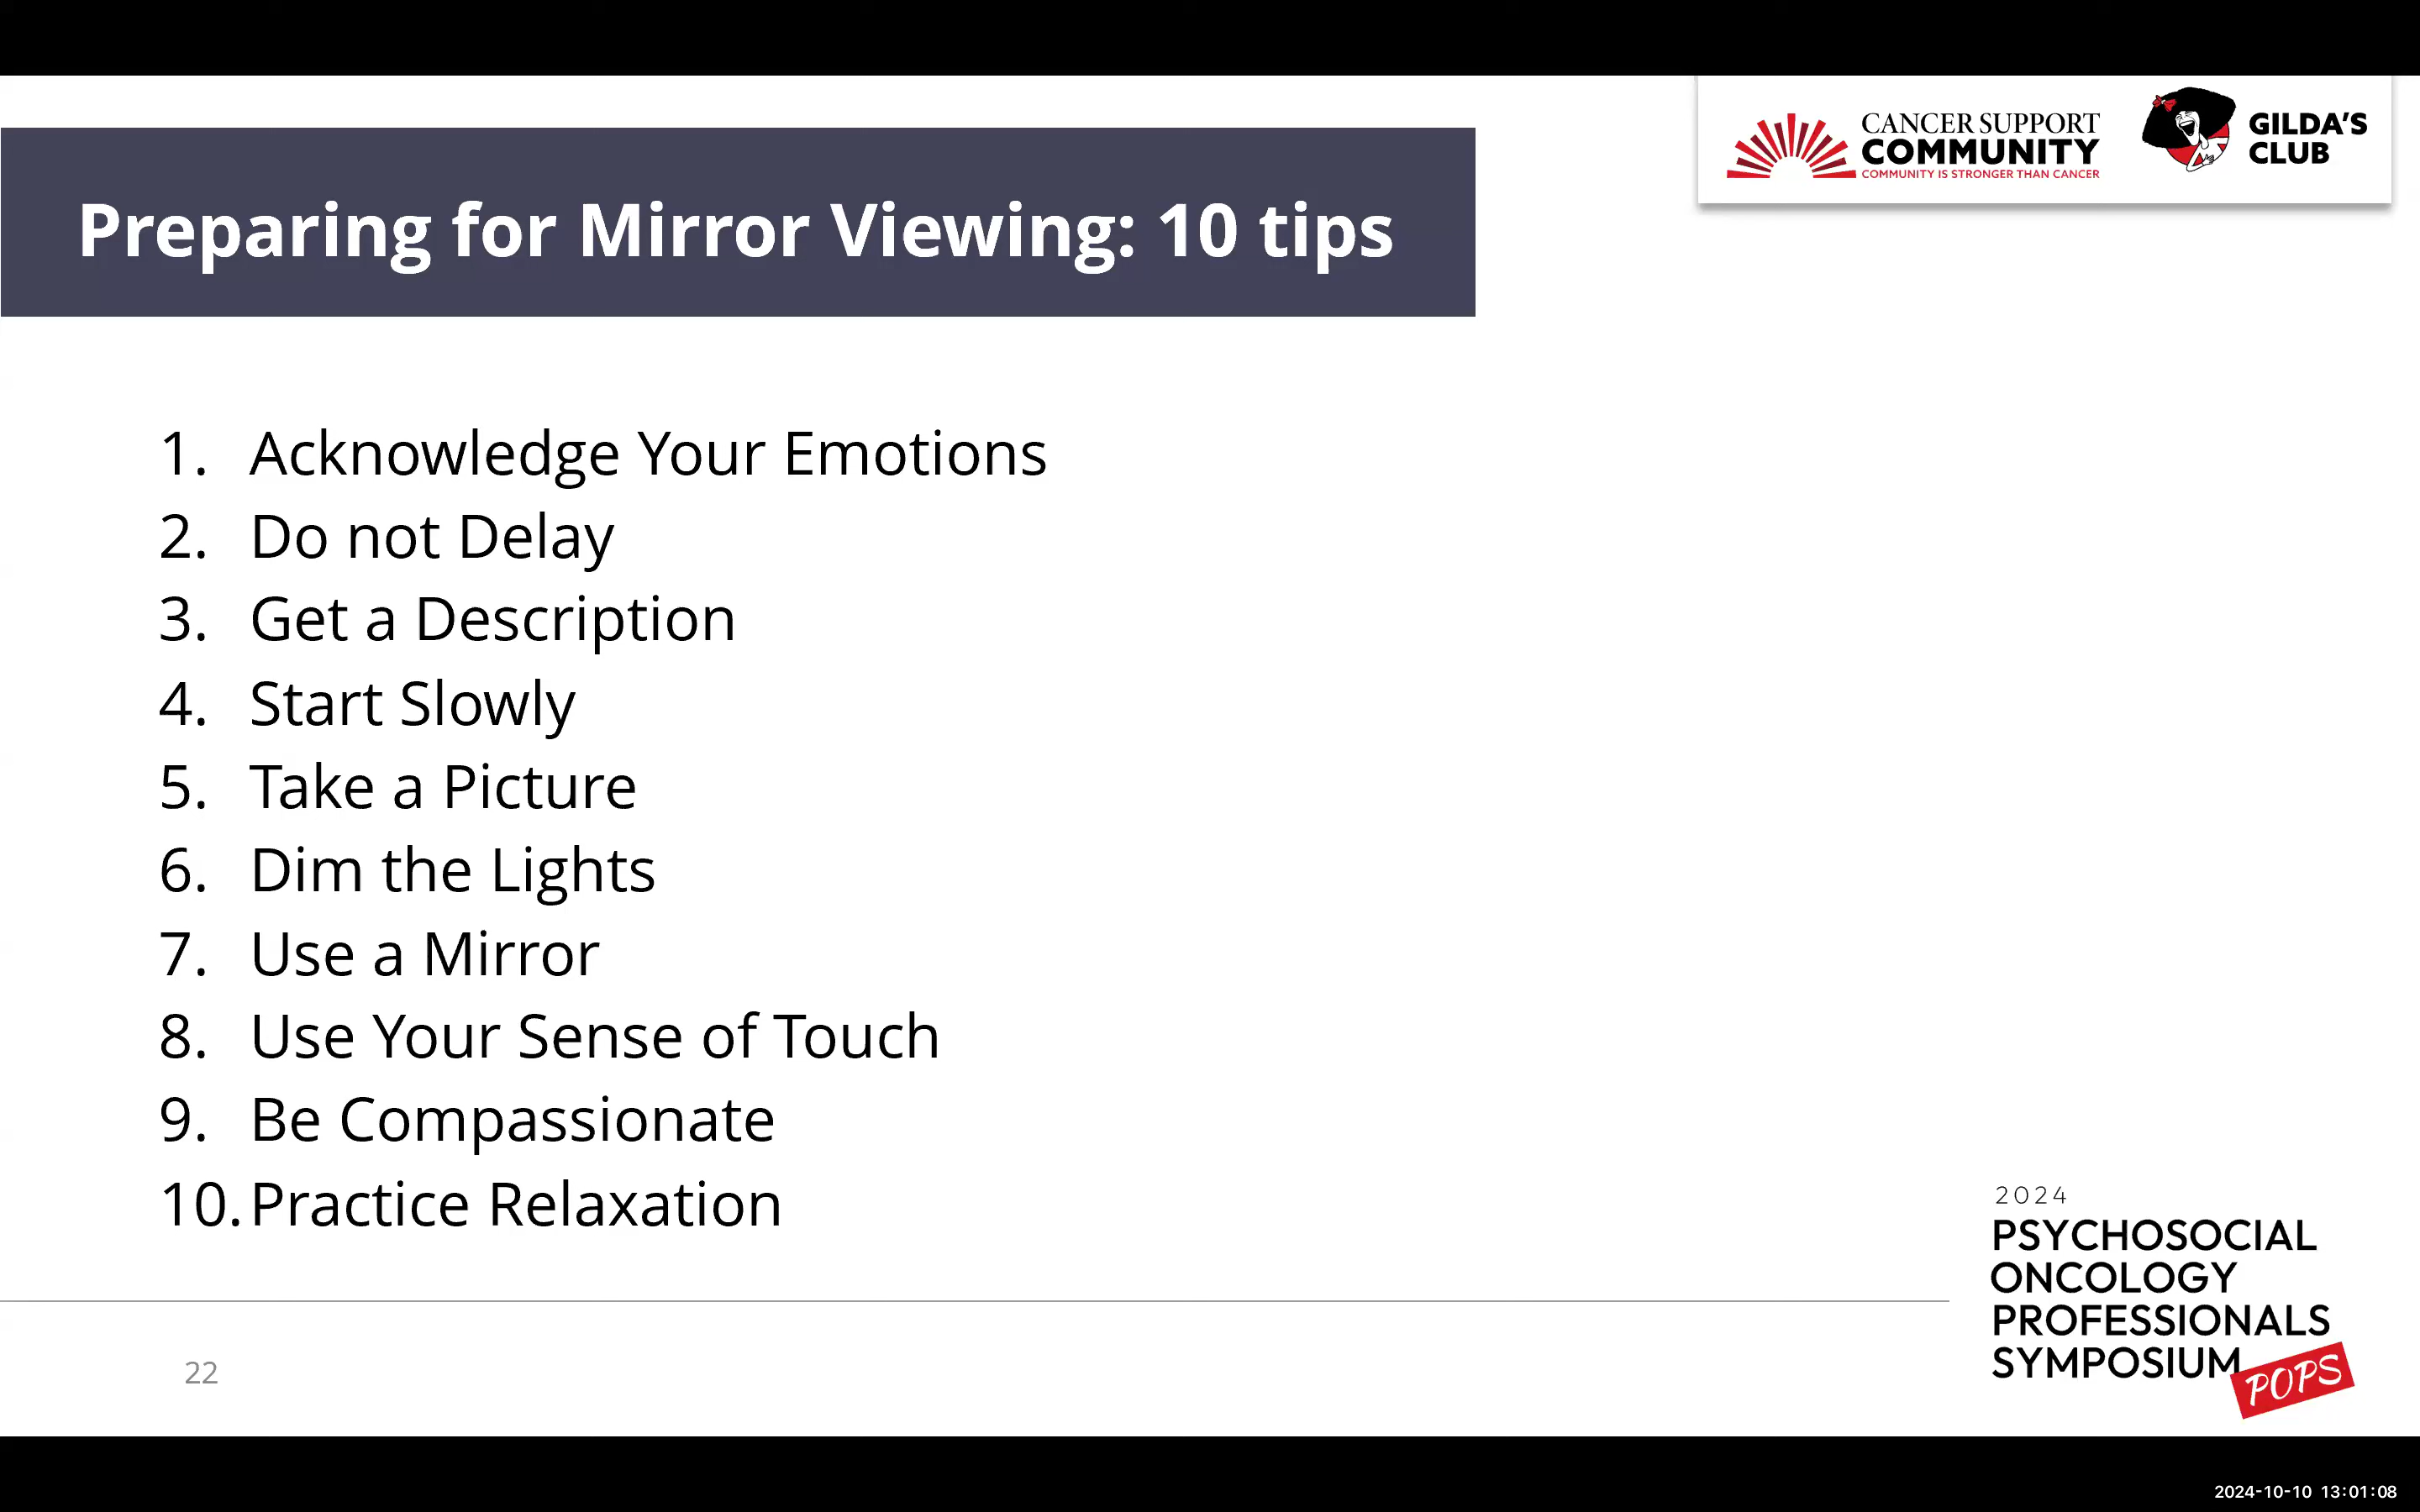 CANCER SUPPORT
COMMUNITY
COMMUNITY IS STRONGER THAN CANCER
GILDA'S
CLUB
Preparing for Mirror Viewing: 10 tips
1. Acknowledge Your Emotions
2. Do not Delay
3. Get a Description
4. Start Slowly
5. Take a Picture
6. Dim the Lights
7. Use a Mirror
8. Use Your Sense of Touch
9. Be Compassionate
10. Practice Relaxation
2024
PSYCHOSOCIAL
ONCOLOGY
PROFESSIONALS
SYMPOSIUM
POPS
22
2024-10-10 13:01:08